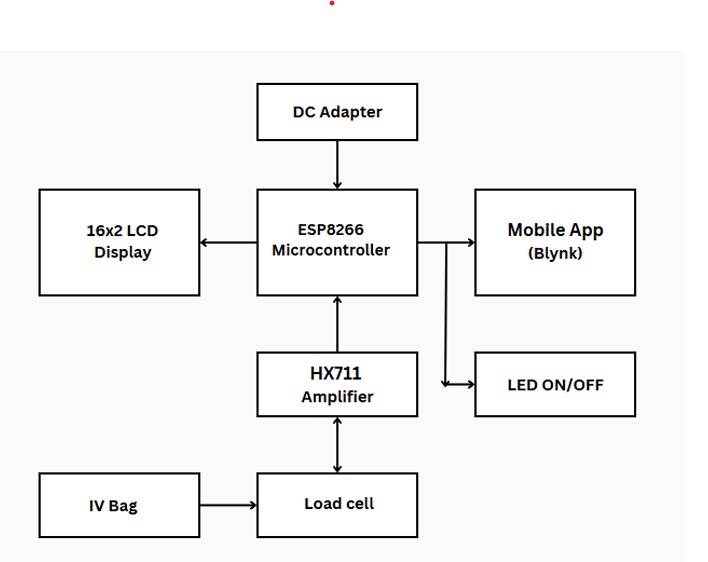 DC Adapter
16x2 LCD
Display
ESP8266
Microcontroller
Mobile App
(Blynk)
HX711
Amplifier
LED ON/OFF
IV Bag
Load cell